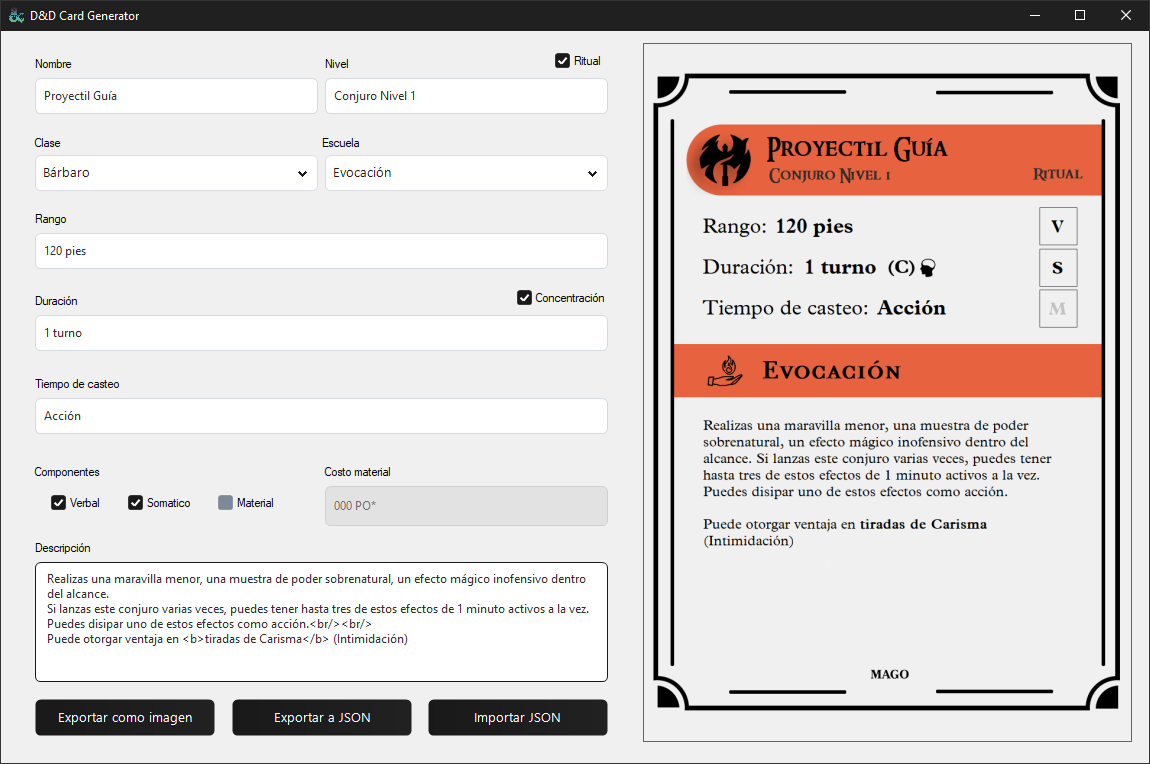 D&D Card Generator
Nombre
Nivel
Ritual
Proyectil Guía
Conjuro Nivel 1
Clase
Escuela
Bárbaro
Evocación
Rango
120 pies
Duración
Concentración
1 turno
Tiempo de casteo
Acción
Componentes
Costo material
Verbal
Somatico
Material
000 PO*
Descripción
Realizas una maravilla menor, una muestra de poder sobrenatural, un efecto mágico inofensivo dentro
del alcance.
Si lanzas este conjuro varias veces, puedes tener hasta tres de estos efectos de 1 minuto activos a la vez.
Puedes disipar uno de estos efectos como acción.<br/><br/>
Puede otorgar ventaja en <b>tiradas de Carisma</b> (Intimidación)
Exportar como imagen
Exportar a JSON
Importar JSON
Proyectil Guía
Conjuro Nivel 1
Ritual
Rango: 120 pies
V
Duración: 1 turno (C)
S
Tiempo de casteo: Acción
M
Evocación
Realizas una maravilla menor, una muestra de poder
sobrenatural, un efecto mágico inofensivo dentro del
alcance. Si lanzas este conjuro varias veces, puedes tener
hasta tres de estos efectos de 1 minuto activos a la vez.
Puedes disipar uno de estos efectos como acción.
Puede otorgar ventaja en tiradas de Carisma
(Intimidación)
MAGO